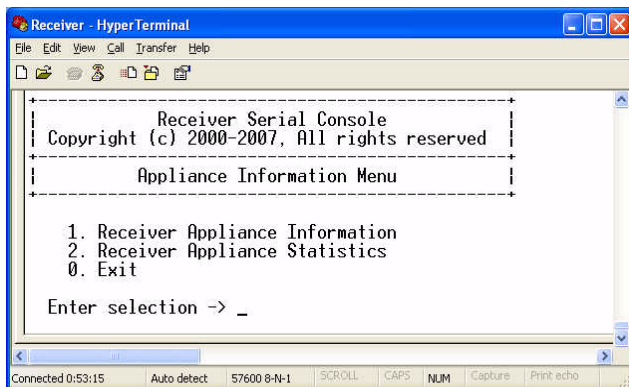 Receiver - HyperTerminal
File Edit View Call Transfer Help
Receiver Serial Console
Copyright (c) 2000-2007, All rights reserved
Appliance Information Menu
1. Receiver Appliance Information
2. Receiver Appliance Statistics
0. Exit
Enter selection -> _
Connected 0:53:15 Auto detect 57600 8-N-1 SCROLL CAPS NUM Capture Print echo